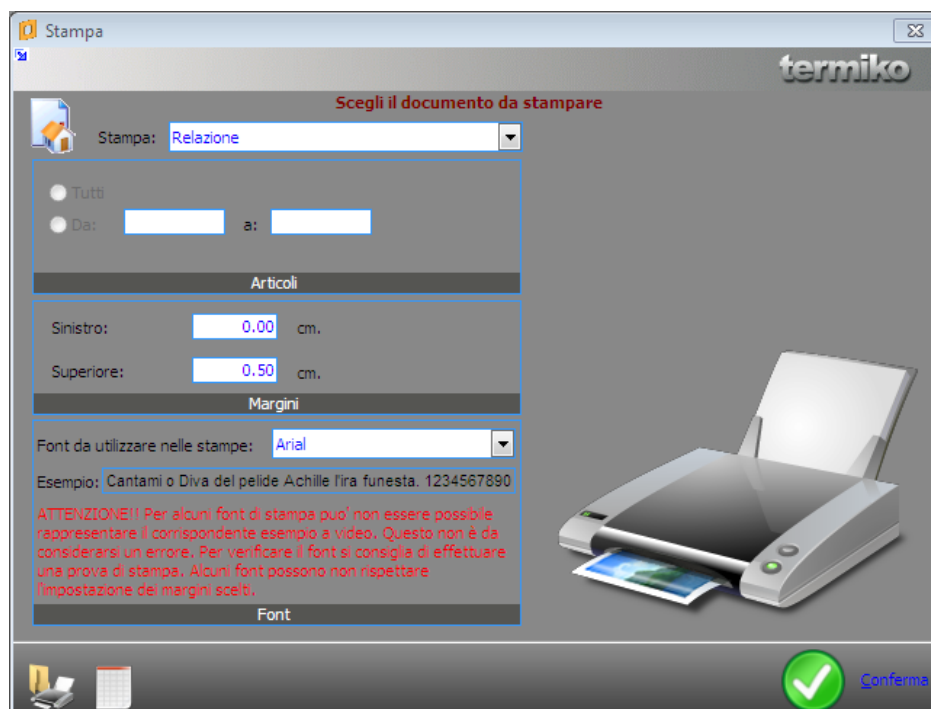 Stampa
termiko
Scegli il documento da stampare
Stampa: Relazione
Tutti
Da: a:
Articoli
Sinistro: 0.00 cm.
Superiore: 0.50 cm.
Margini
Font da utilizzare nelle stampe: Arial
Esempio: Cantami o Diva del pelide Achille l'ira funesta. 1234567890
ATTENZIONE!! Per alcuni font di stampa puo' non essere possibile
rappresentare il corrispondente esempio a video. Questo non è da
considerarsi un errore. Per verificare il font si consiglia di effettuare
una prova di stampa. Alcuni font possono non rispettare
l'impostazione dei margini scelti.
Font
Conferma